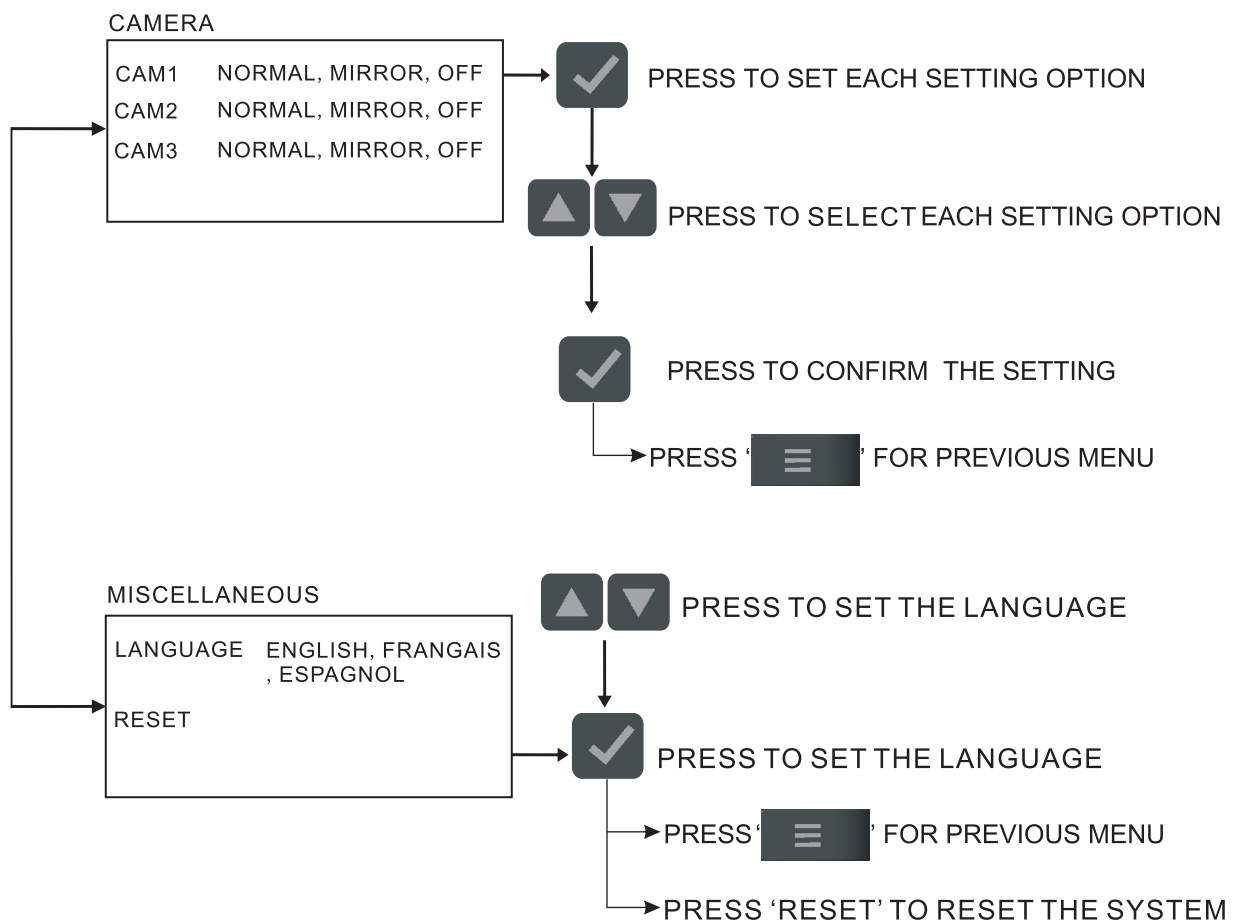 CAMERA
CAM1 NORMAL, MIRROR, OFF
PRESS TO SET EACH SETTING OPTION
CAM2 NORMAL, MIRROR, OFF
CAM3 NORMAL, MIRROR, OFF
PRESS TO SELECT EACH SETTING OPTION
PRESS TO CONFIRM THE SETTING
PRESS ‘ ’ FOR PREVIOUS MENU
MISCELLANEOUS
PRESS TO SET THE LANGUAGE
LANGUAGE ENGLISH, FRANGAIS
, ESPAGNOL
RESET
PRESS TO SET THE LANGUAGE
PRESS ‘ ’ FOR PREVIOUS MENU
PRESS ‘RESET’ TO RESET THE SYSTEM